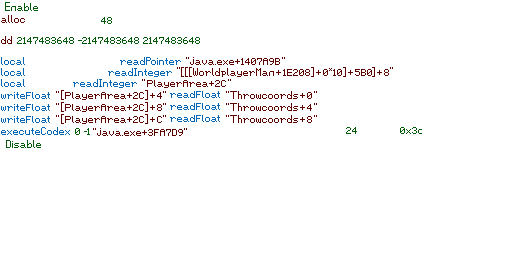 Enable
alloc 48
dd 2147483648 -2147483648 2147483648
local readPointer "java.exe+1407A9B"
local readInteger "[[[WorldplayerMan+1E208]+0*10]+5B0]+8"
local readInteger "PlayerArea+2C"
writeFloat "[PlayerArea+2C]+4" readFloat "Throwcoords+0"
writeFloat "[PlayerArea+2C]+8" readFloat "Throwcoords+4"
writeFloat "[PlayerArea+2C]+C" readFloat "Throwcoords+8"
executeCodex 0 -1 "java.exe+3FA7D9" 24 0x3c
Disable